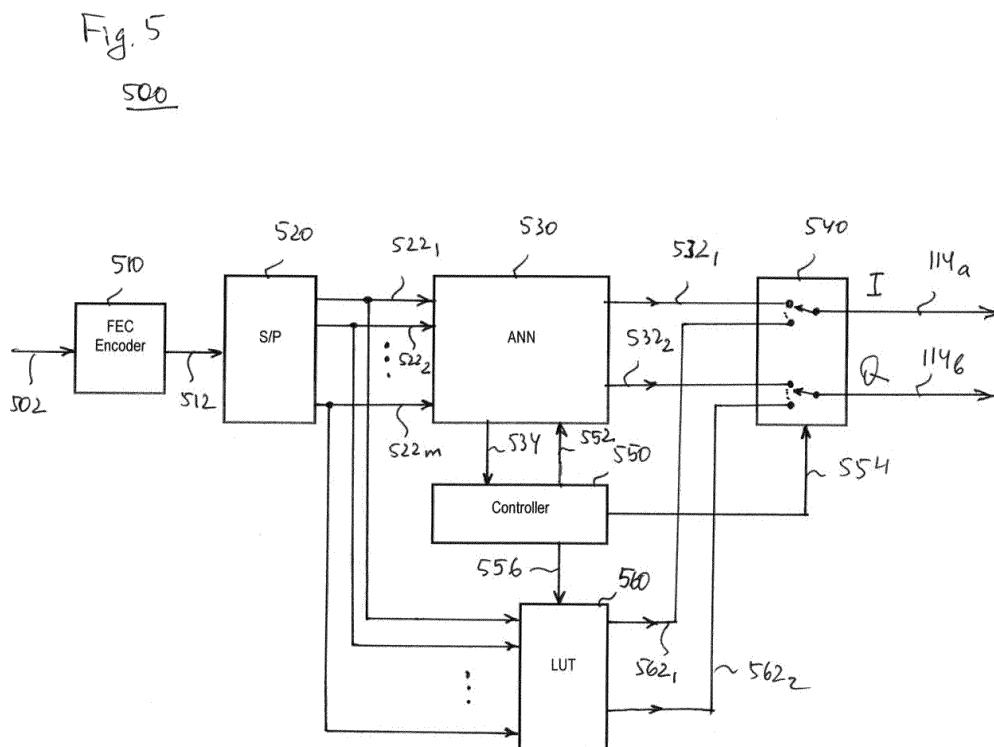 Fig. 5
500
510
FEC
Encoder
502
512
520
S/P
522₁
522₂
522m
530
ANN
532₁
532₂
540
I
114a
Q
114b
534
552
550
Controller
554
556
560
LUT
562₁
562₂